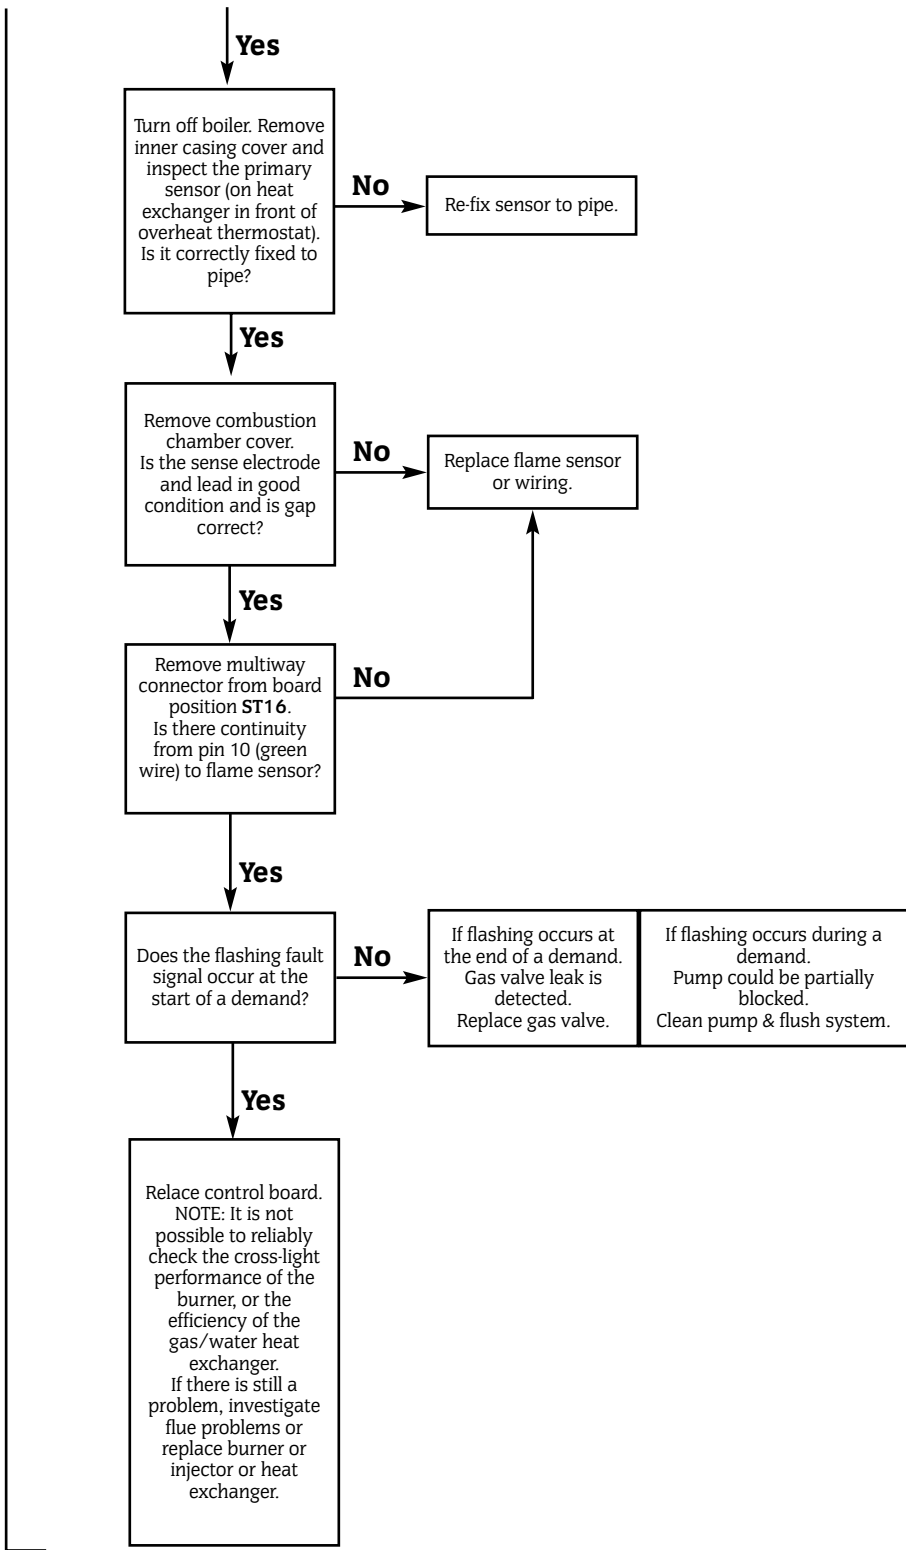 Yes
Turn off boiler. Remove
inner casing cover and
inspect the primary
sensor (on heat
exchanger in front of
overheat thermostat).
Is it correctly fixed to
pipe?
No
Re-fix sensor to pipe.
Yes
Remove combustion
chamber cover.
Is the sense electrode
and lead in good
condition and is gap
correct?
No
Replace flame sensor
or wiring.
Yes
Remove multiway
connector from board
position ST16.
Is there continuity
from pin 10 (green
wire) to flame sensor?
No
Yes
Does the flashing fault
signal occur at the
start of a demand?
No
If flashing occurs at
the end of a demand.
Gas valve leak is
detected.
Replace gas valve.
If flashing occurs during a
demand.
Pump could be partially
blocked.
Clean pump & flush system.
Yes
Relace control board.
NOTE: It is not
possible to reliably
check the cross-light
performance of the
burner, or the
efficiency of the
gas/water heat
exchanger.
If there is still a
problem, investigate
flue problems or
replace burner or
injector or heat
exchanger.